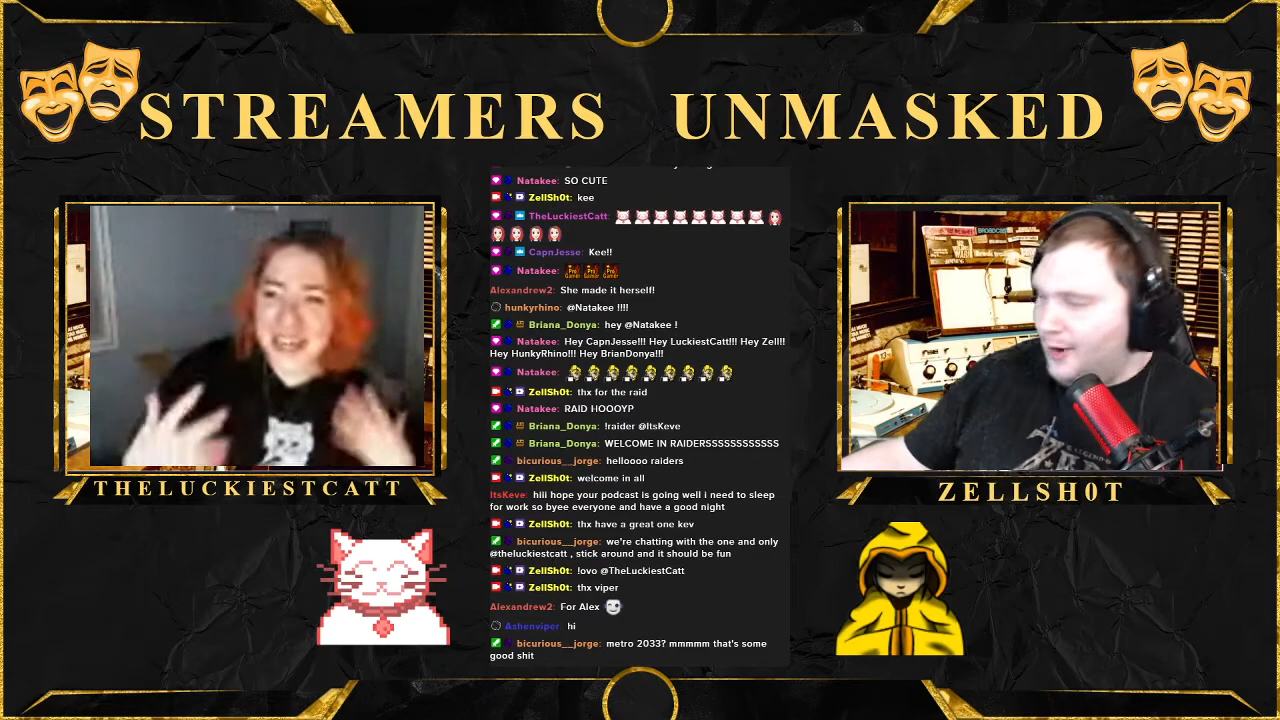 STREAMERS UNMASKED
Natakee: SO CUTE
ZellSh0t: kee
TheLuckiestCatt:
CapnJesse: Kee!!
Natakee: Pro Gamer Pro Gamer Pro Gamer
Alexandrew2: She made it herself!
hunkyrhino: @Natakee !!!!
Briana_Donya: hey @Natakee !
Natakee: Hey CapnJesse!!! Hey LuckiestCatt!!! Hey Zell!!
Hey HunkyRhino!!! Hey BrianDonya!!!
Natakee:
ZellSh0t: thx for the raid
Natakee: RAID HOOOYP
Briana_Donya: !raider @ItsKeve
Briana_Donya: WELCOME IN RAIDERSSSSSSSSSSSS
bicurious__jorge: helloooo raiders
ZellSh0t: welcome in all
ItsKeve: hiii hope your podcast is going well i need to sleep
for work so byee everyone and have a good night
ZellSh0t: thx have a great one kev
bicurious__jorge: we're chatting with the one and only
@theluckiestcatt , stick around and it should be fun
ZellSh0t: !ovo @TheLuckiestCatt
ZellSh0t: thx viper
Alexandrew2: For Alex
Ashenviper hi
bicurious__jorge: metro 2033? mmmmm that's some
good shit
THELUCKIESTCATT
ZELLSH0T